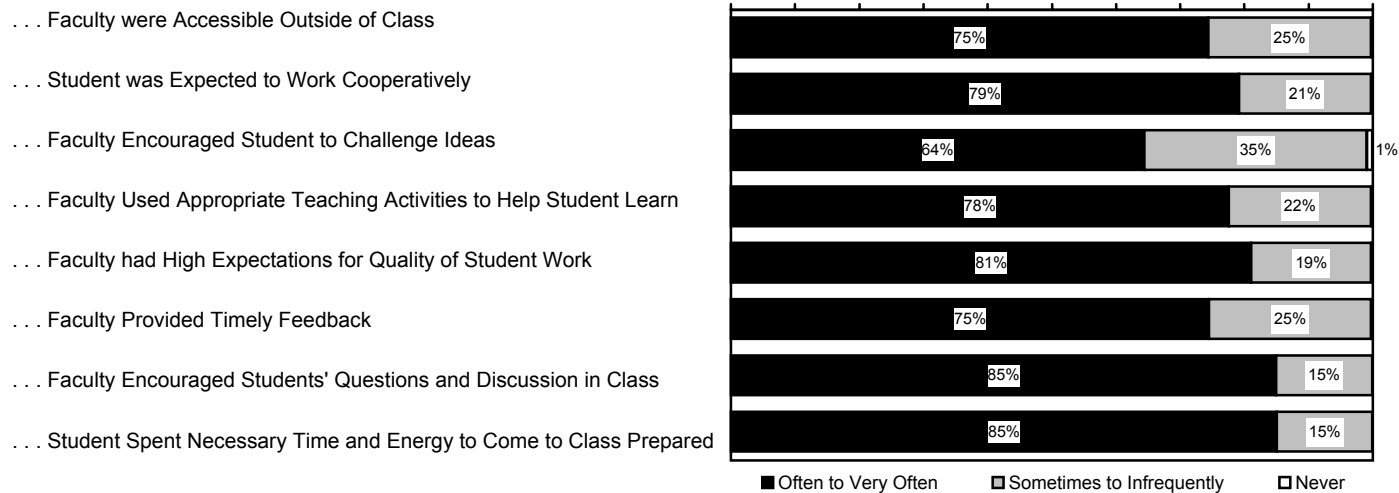 . . . Faculty were Accessible Outside of Class
75% 25%
. . . Student was Expected to Work Cooperatively
79% 21%
. . . Faculty Encouraged Student to Challenge Ideas
64% 35% 1%
. . . Faculty Used Appropriate Teaching Activities to Help Student Learn
78% 22%
. . . Faculty had High Expectations for Quality of Student Work
81% 19%
. . . Faculty Provided Timely Feedback
75% 25%
. . . Faculty Encouraged Students' Questions and Discussion in Class
85% 15%
. . . Student Spent Necessary Time and Energy to Come to Class Prepared
85% 15%
Often to Very Often Sometimes to Infrequently Never